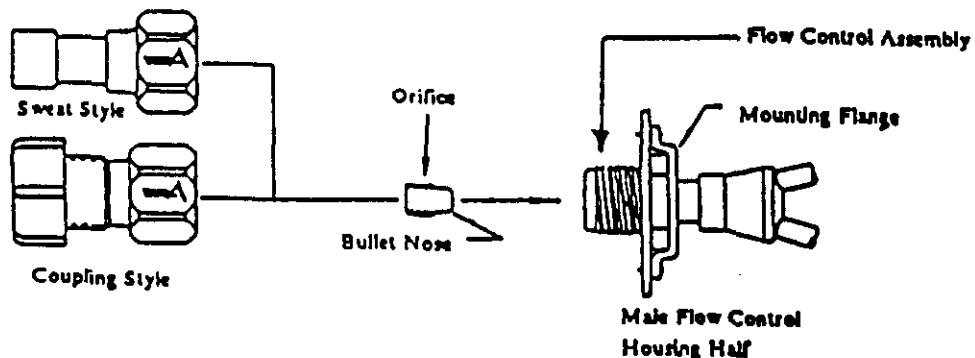 Flow Control Assembly
Orifice
Mounting Flange
Sweat Style
Bullet Nose
Coupling Style
Male Flow Control
Housing Half